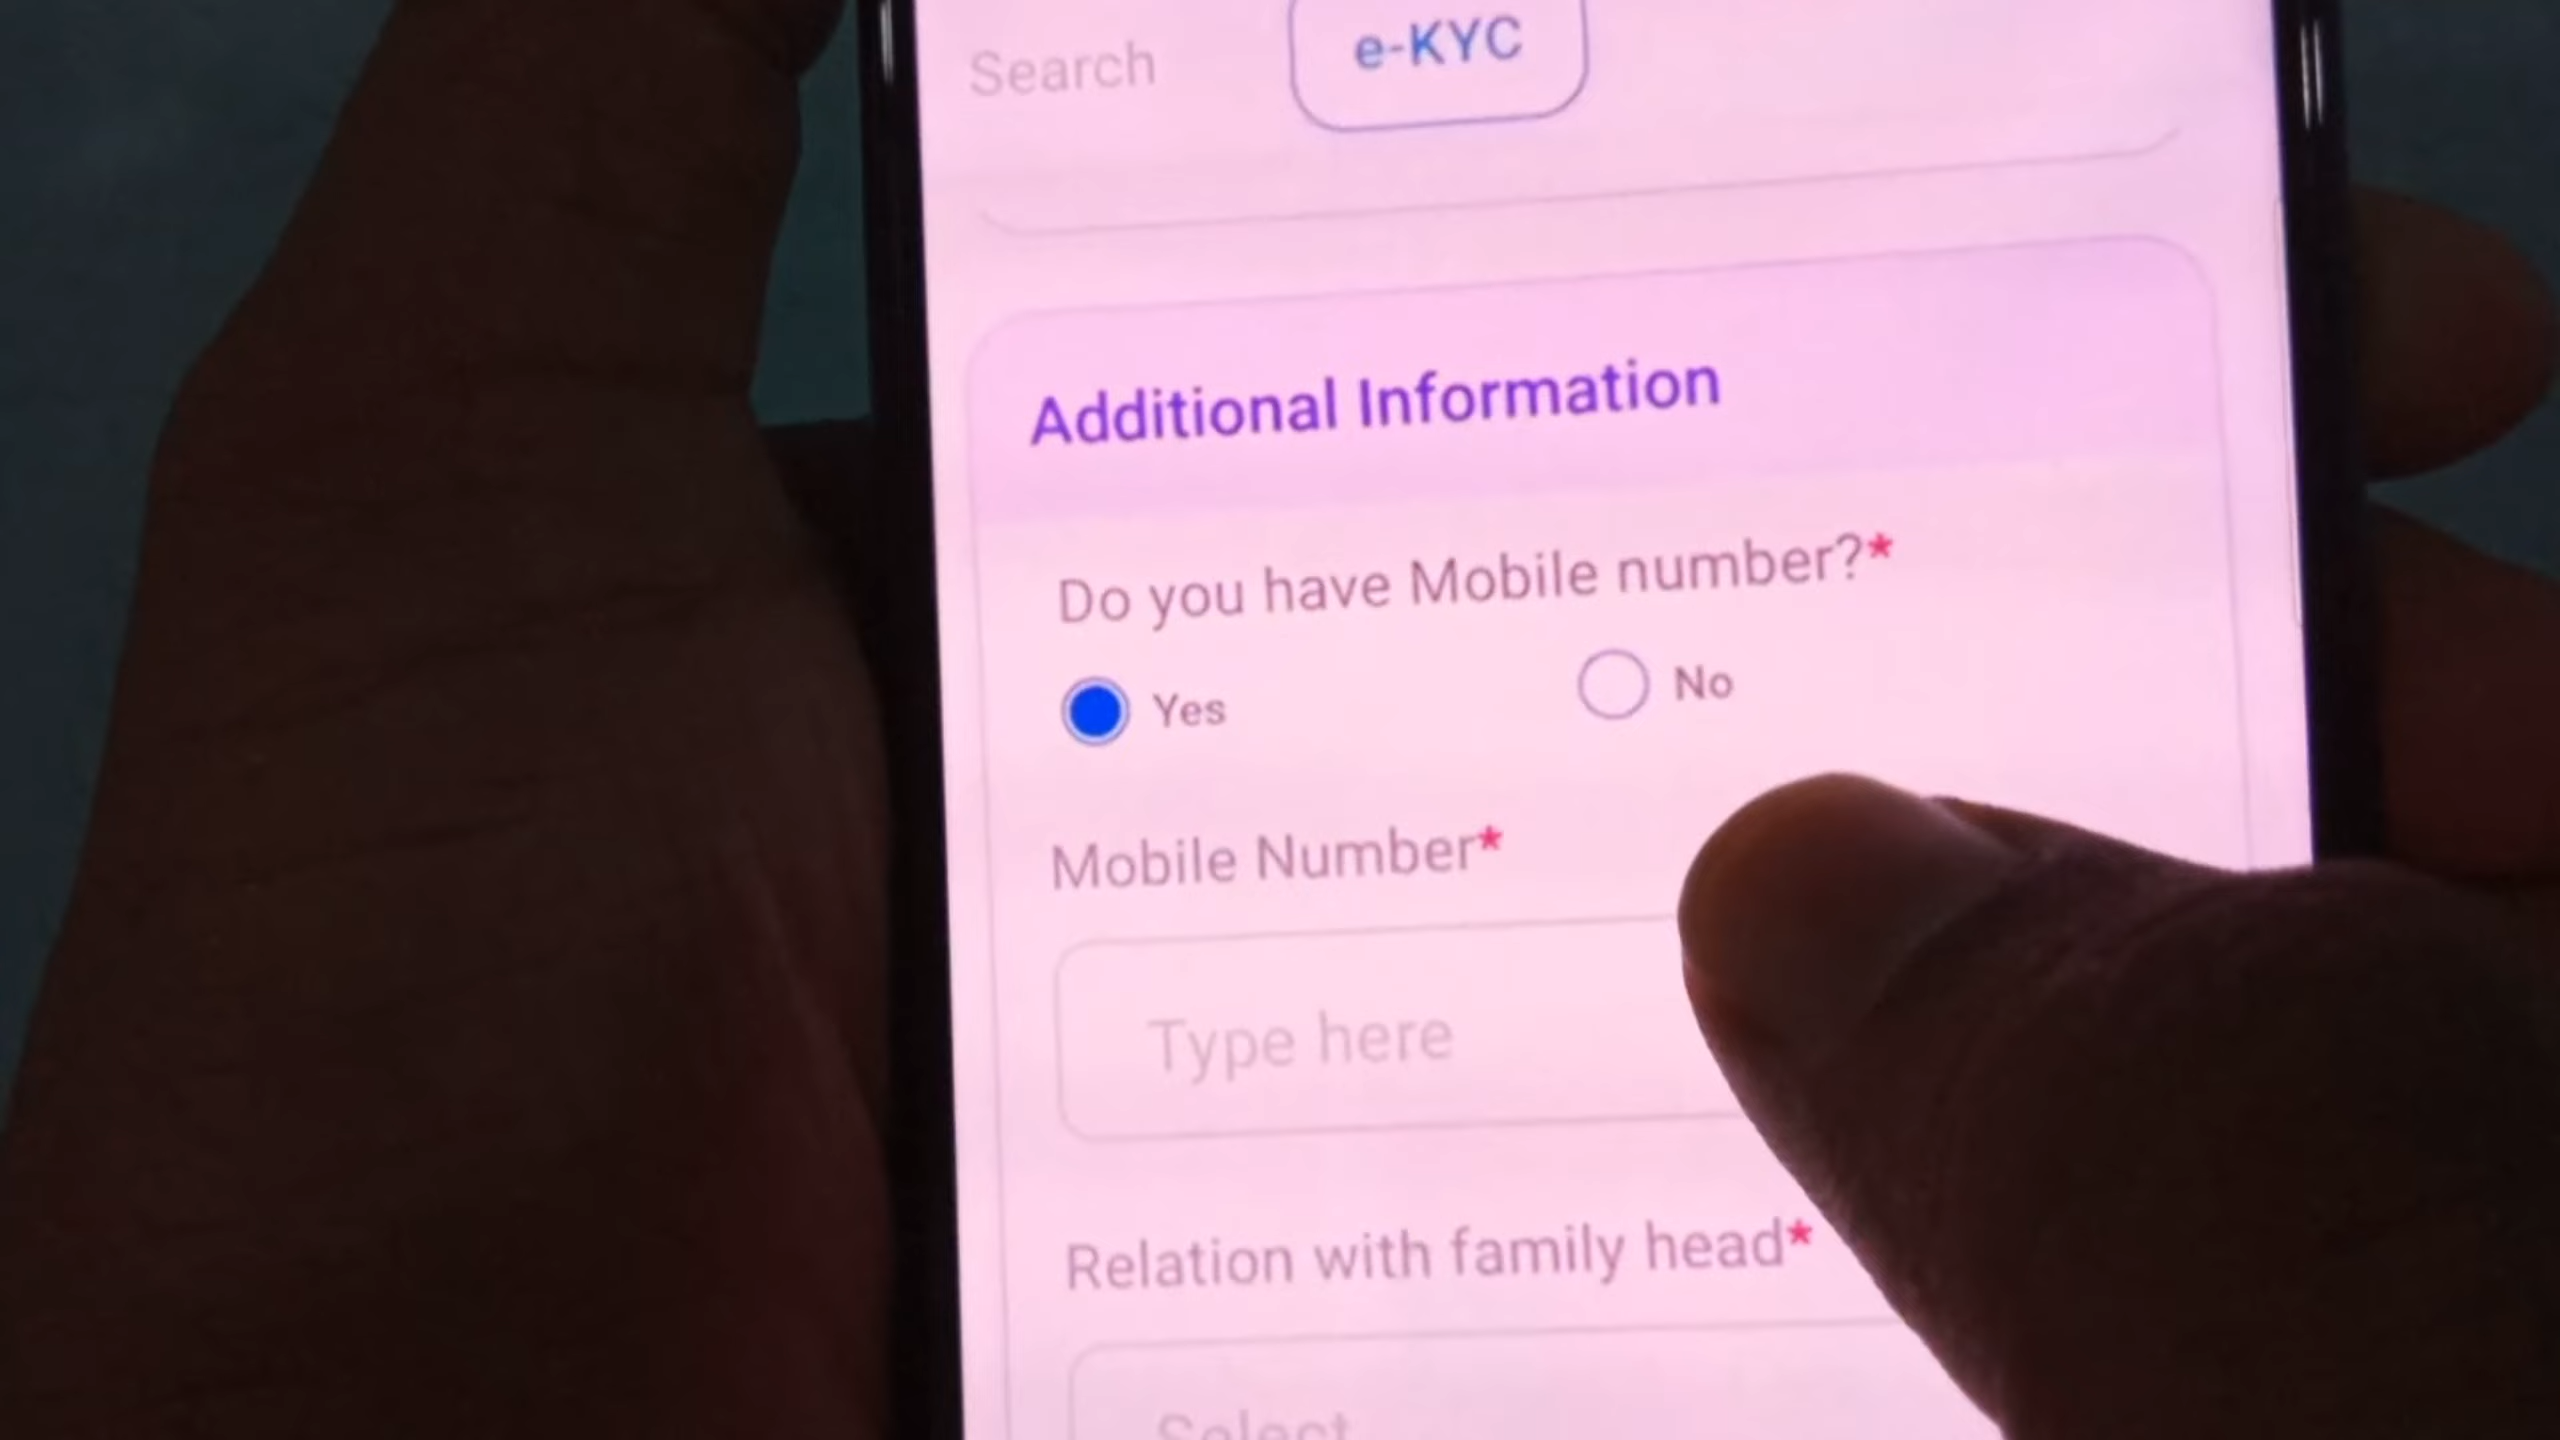 Search
e-KYC
Additional Information
Do you have Mobile number?*
Yes
No
Mobile Number*
Type here
Relation with family head*
Select